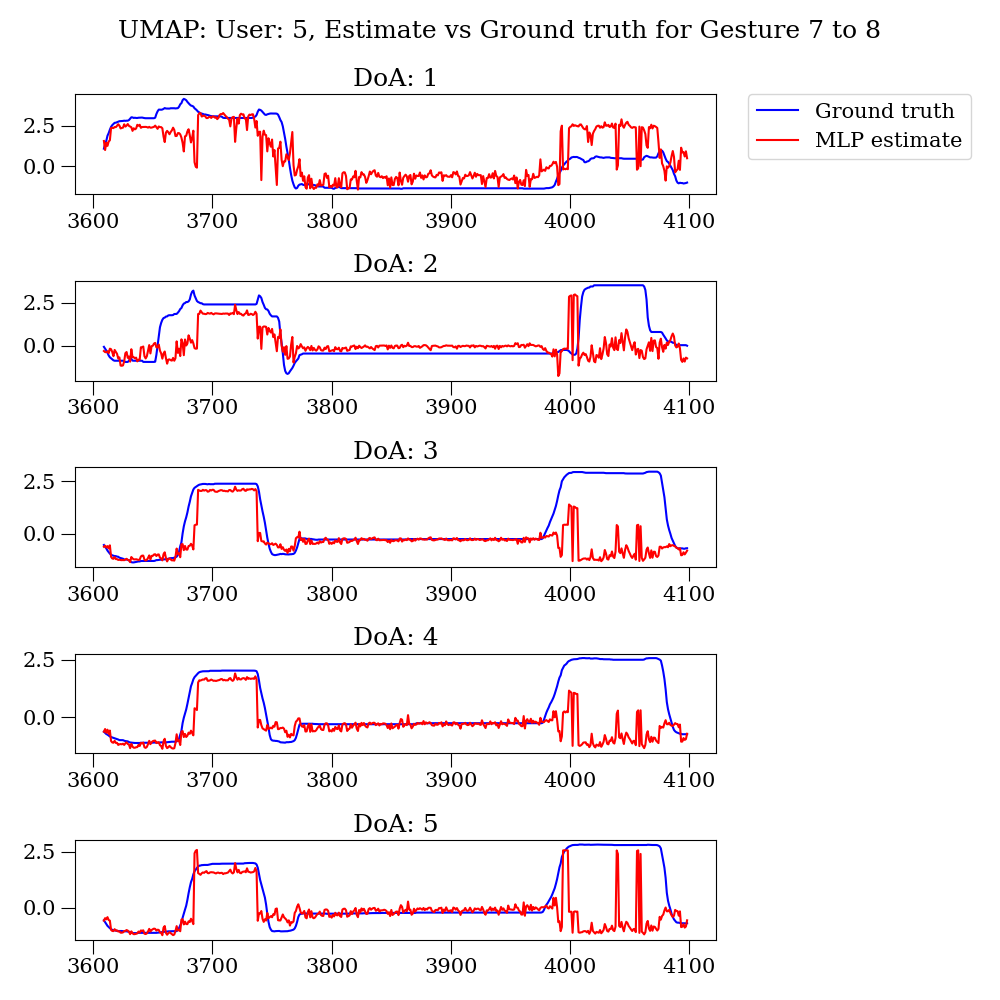 UMAP: User: 5, Estimate vs Ground truth for Gesture 7 to 8
DoA: 1
Ground truth
MLP estimate
2.5
0.0
3600 3700 3800 3900 4000 4100
DoA: 2
2.5
0.0
3600 3700 3800 3900 4000 4100
DoA: 3
2.5
0.0
3600 3700 3800 3900 4000 4100
DoA: 4
2.5
0.0
3600 3700 3800 3900 4000 4100
DoA: 5
2.5
0.0
3600 3700 3800 3900 4000 4100